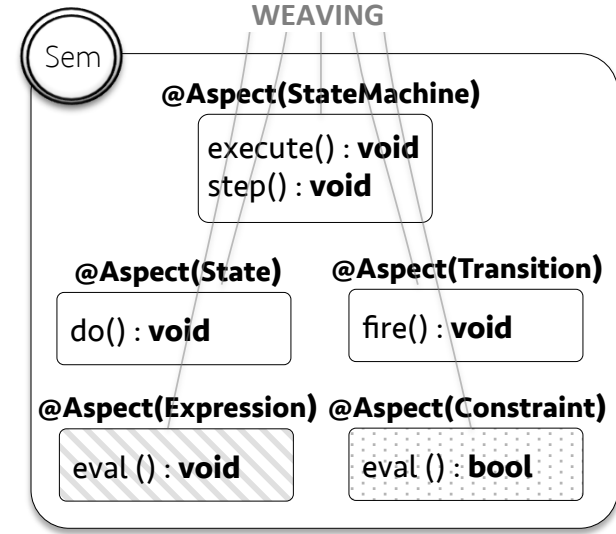 WEAVING
Sem
@Aspect(StateMachine)
execute() : void
step() : void
@Aspect(State)
@Aspect(Transition)
do() : void
fire() : void
@Aspect(Expression)
@Aspect(Constraint)
eval () : void
eval () : bool